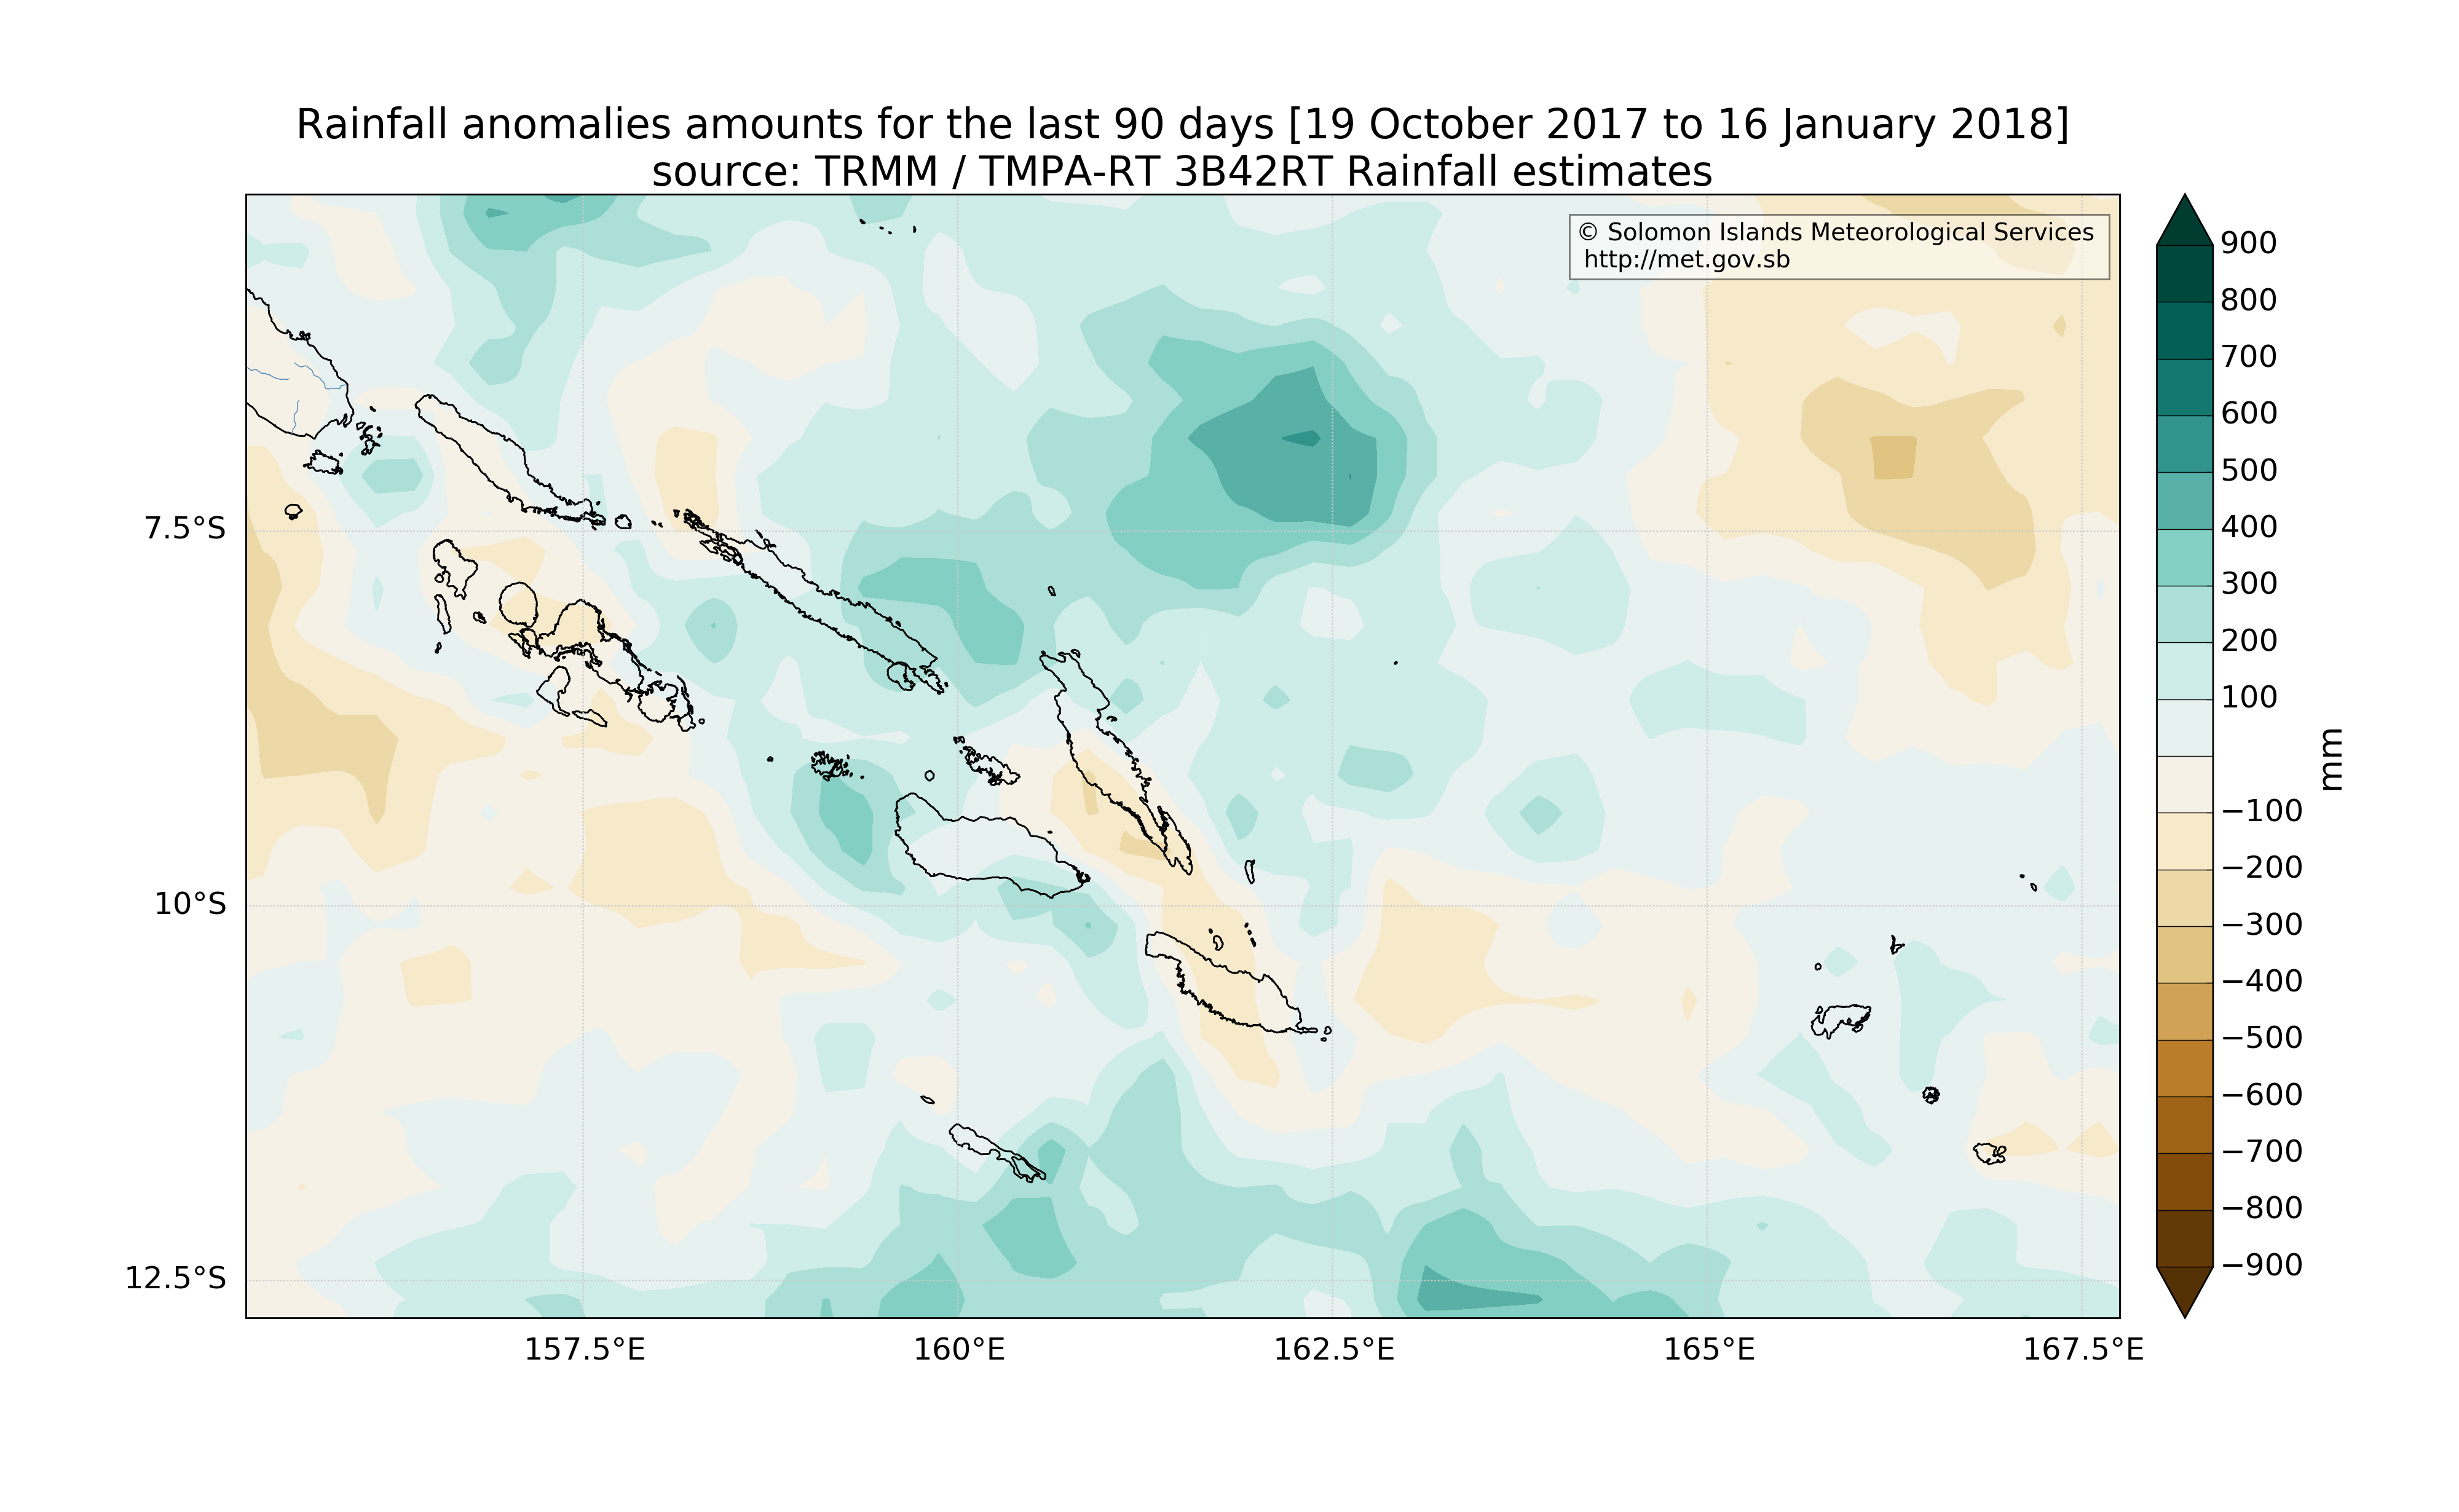 Rainfall anomalies amounts for the last 90 days [19 October 2017 to 16 January 2018]
source: TRMM / TMPA-RT 3B42RT Rainfall estimates
© Solomon Islands Meteorological Services
http://met.gov.sb
7.5°S
10°S
12.5°S
157.5°E
160°E
162.5°E
165°E
167.5°E
900
800
700
600
500
400
300
200
100
−100
−200
−300
−400
−500
−600
−700
−800
−900
mm